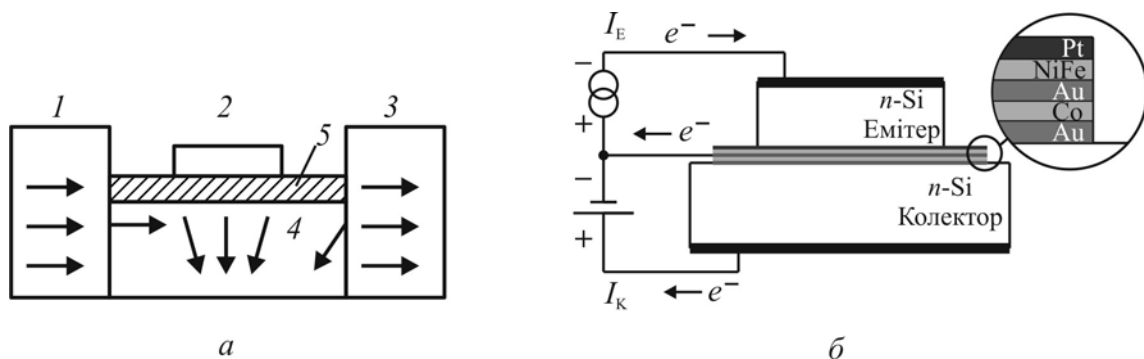 1 2 3
5
4
а
I_E e⁻
−
+
e⁻
−
+
I_K e⁻
n-Si
Емітер
n-Si
Колектор
Pt
NiFe
Au
Co
Au
б